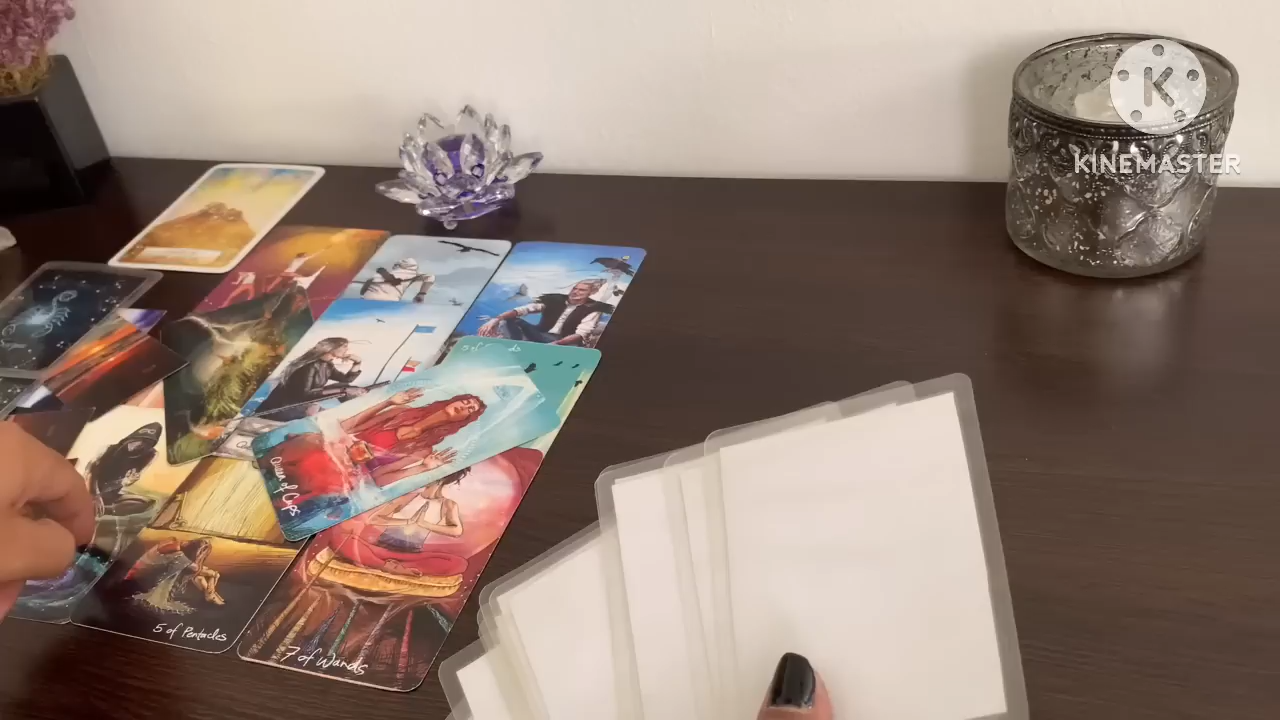 K
KINEMASTER
Queen of Cups
5 of Pentacles
7 of Wands